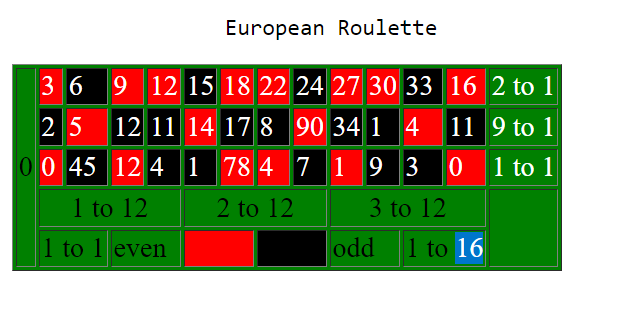 European Roulette
3 6 9 12 15 18 22 24 27 30 33 16 2 to 1
2 5 12 11 14 17 8 90 34 1 4 11 9 to 1
0 0 45 12 4 1 78 4 7 1 9 3 0 1 to 1
1 to 12 2 to 12 3 to 12
1 to 1 even odd 1 to 16